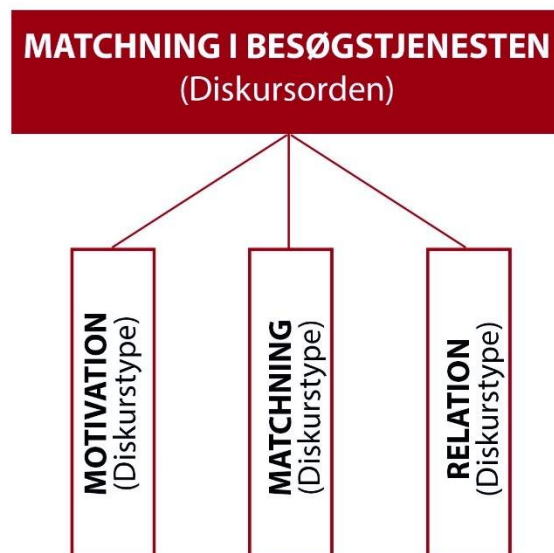 MATCHNING I BESØGSTJENESTEN
(Diskursorden)
MOTIVATION
(Diskurstype)
MATCHNING
(Diskurstype)
RELATION
(Diskurstype)